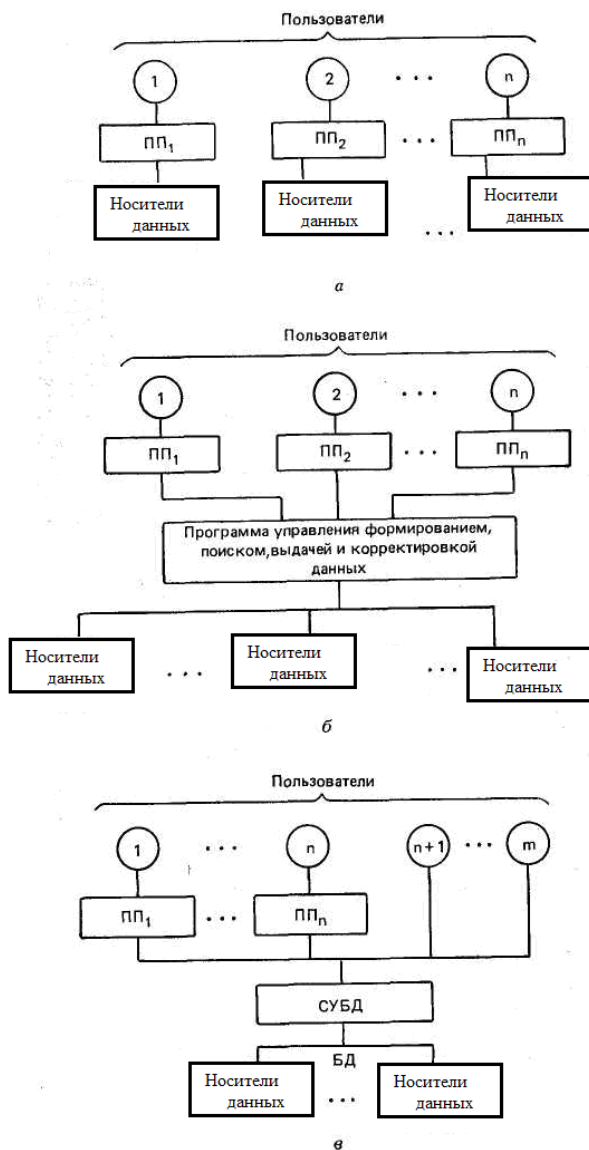 Пользователи
1 2 . . . n
ПП1 ПП2 . . . ППn
Носители данных
Носители данных
. . .
Носители данных
а
Пользователи
1 2 . . . n
ПП1 ПП2 . . . ППn
Программа управления формированием,
поиском,выдачей и корректировкой
данных
Носители данных
. . .
Носители данных
. . .
Носители данных
б
Пользователи
1 . . . n n+1 . . . m
ПП1 . . . ППn
СУБД
БД
Носители данных
. . .
Носители данных
в